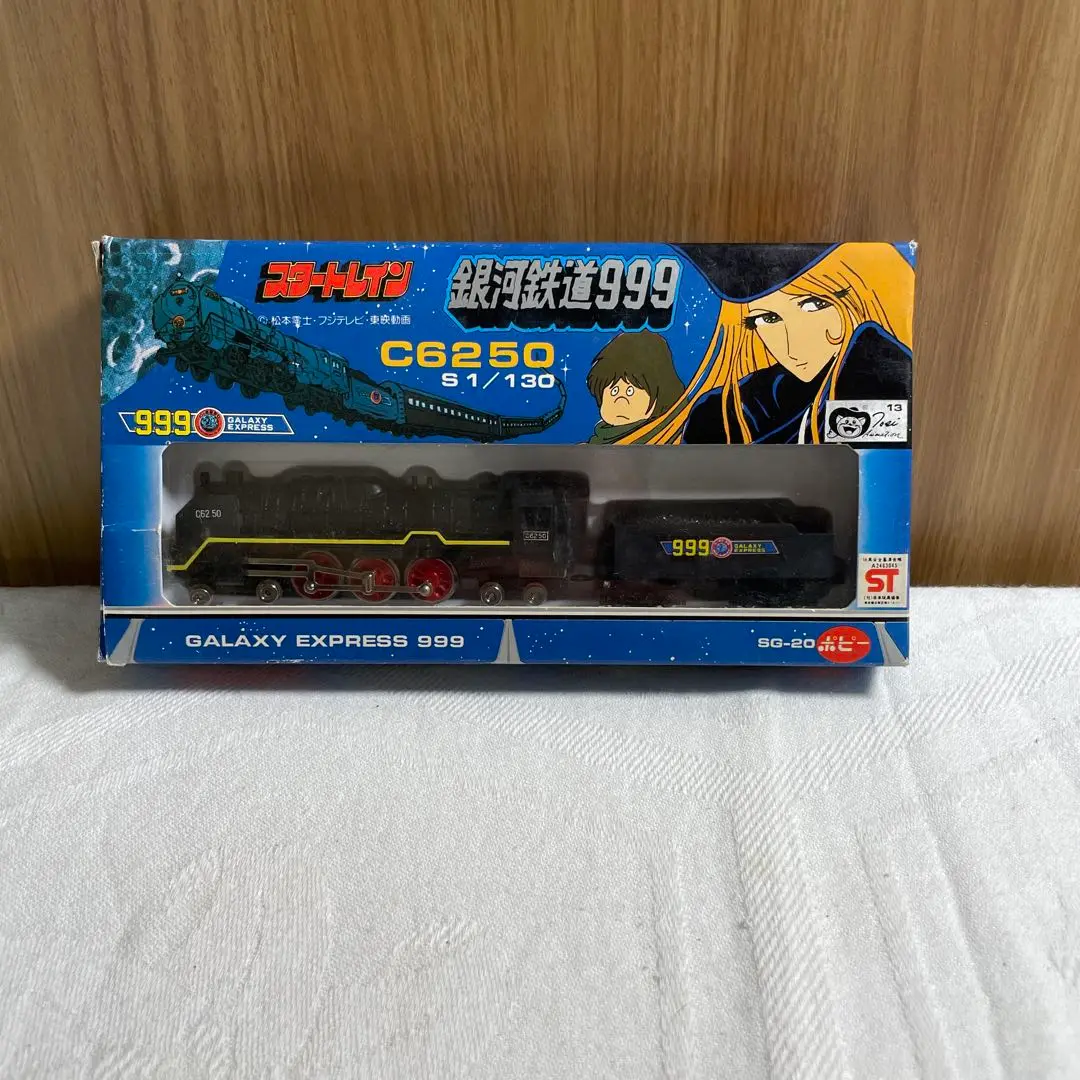 スタートレイン
銀河鉄道999
© 松本零士・フジテレビ・東映動画
C6250
S 1/130
999 GALAXY EXPRESS
13
C62 50
C6250
999 GALAXY EXPRESS
A2463045
ST
GALAXY EXPRESS 999
SG-20 ポピー